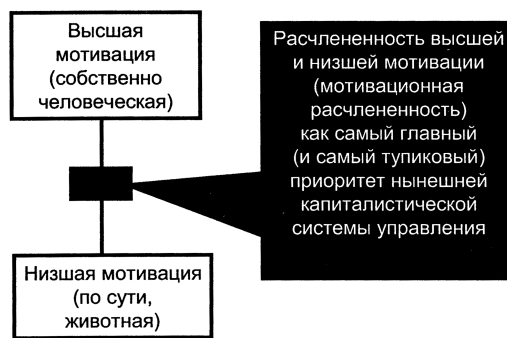 Высшая
мотивация
(собственно
человеческая)
Расчлененность высшей
и низшей мотивации
(мотивационная
расчлененность)
как самый главный
(и самый тупиковый)
приоритет нынешней
капиталистической
системы управления
Низшая мотивация
(по сути,
животная)